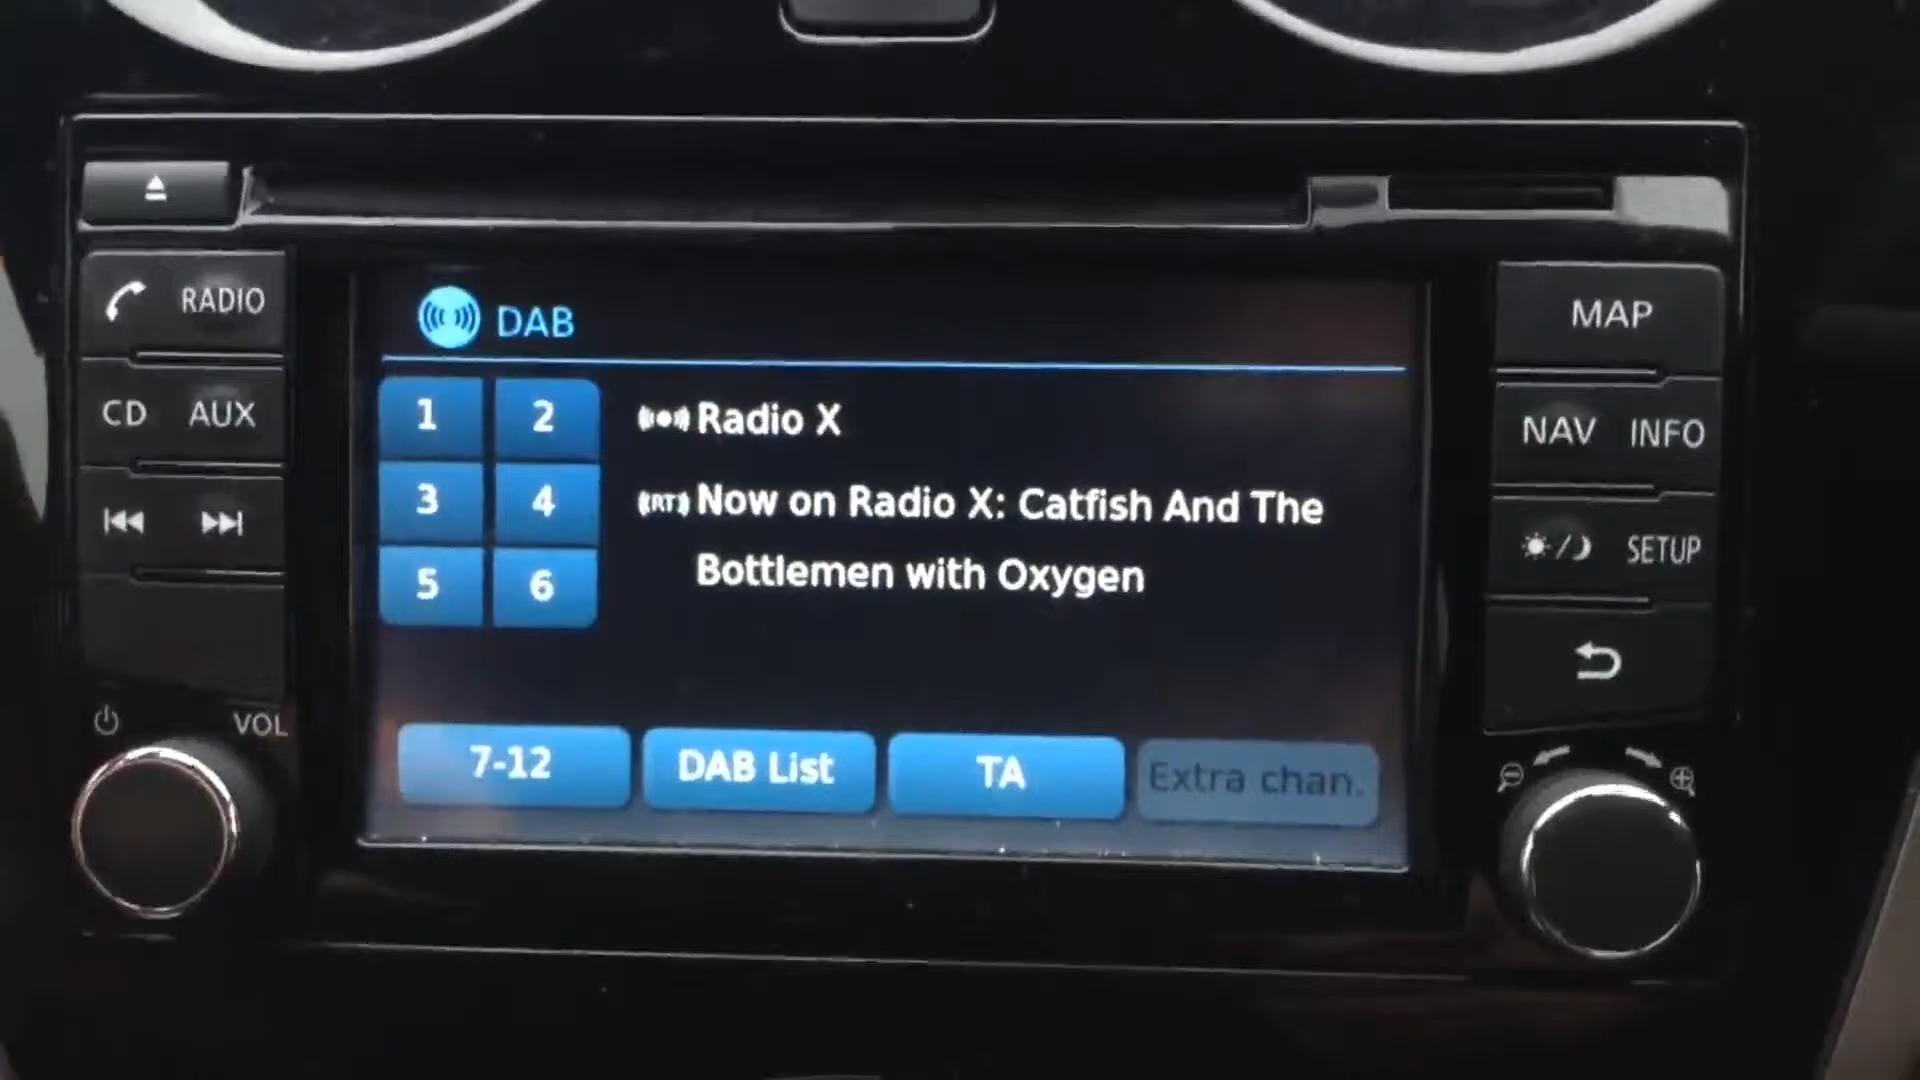 RADIO
CD AUX
VOL
DAB
1 2
3 4
5 6
Radio X
RT Now on Radio X: Catfish And The
Bottlemen with Oxygen
7-12 DAB List TA Extra chan.
MAP
NAV INFO
SETUP